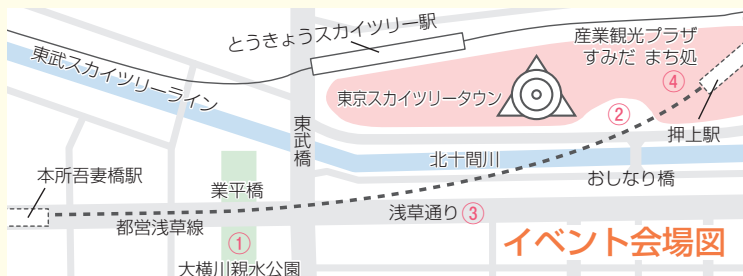 とうきょうスカイツリー駅
産業観光プラザ
すみだ まち処
④
東武スカイツリーライン
東京スカイツリータウン
②
押上駅
東武橋
北十間川
本所吾妻橋駅
業平橋
おしなり橋
都営浅草線
浅草通り③
①
大横川親水公園
イベント会場図